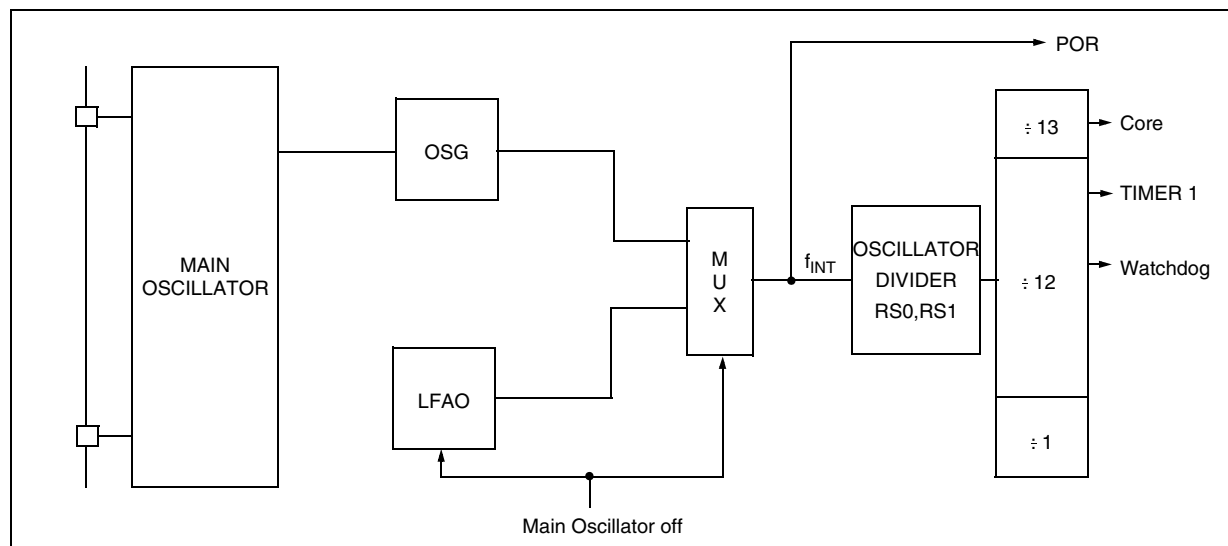 POR
MAIN
OSCILLATOR
OSG
LFAO
M
U
X
fINT
OSCILLATOR
DIVIDER
RS0,RS1
÷ 13
÷ 12
÷ 1
Core
TIMER 1
Watchdog
Main Oscillator off